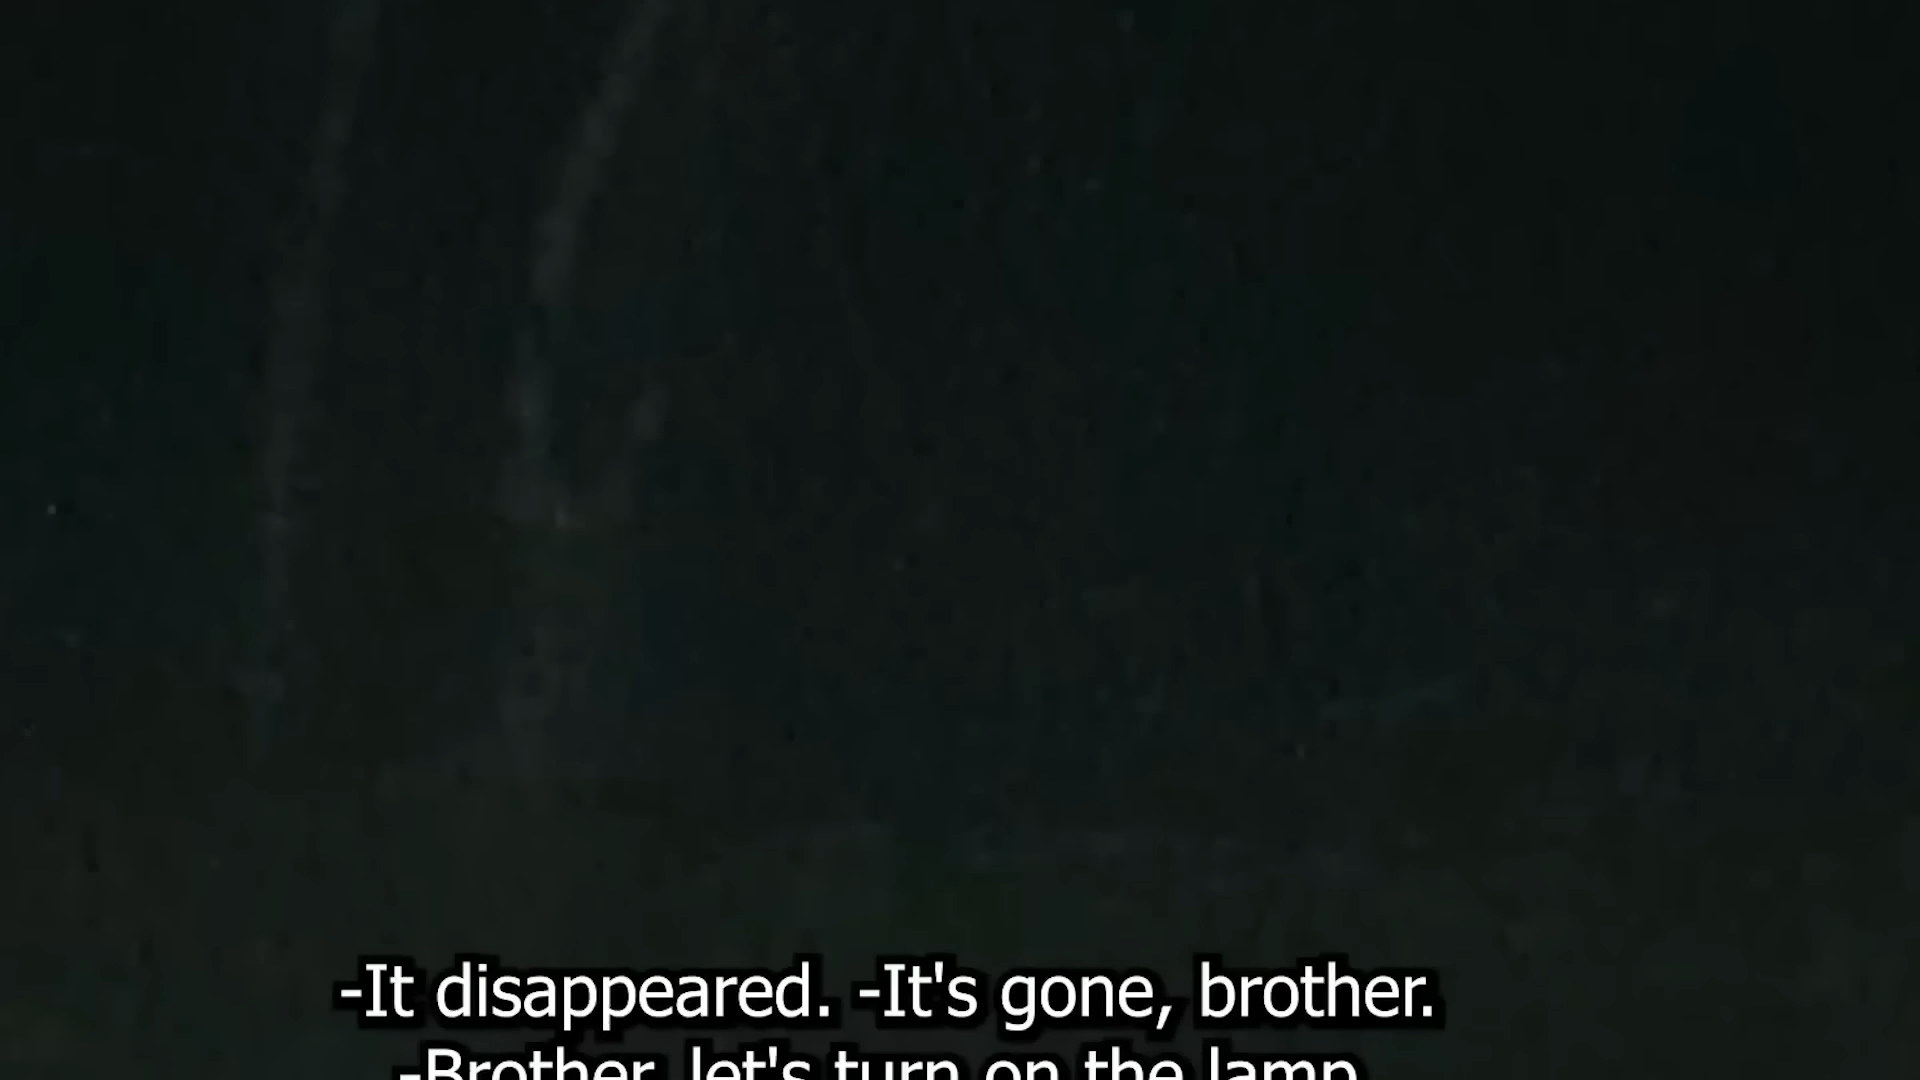 -It disappeared. -It's gone, brother.
-Brother, let's turn on the lamp